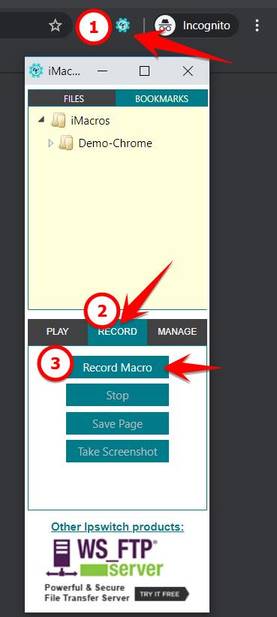 1
Incognito
iMac...
FILES
BOOKMARKS
iMacros
Demo-Chrome
2
PLAY
RECORD
MANAGE
3
Record Macro
Stop
Save Page
Take Screenshot
Other Ipswitch products:
WS_FTP®
server
Powerful & Secure
File Transfer Server
TRY IT FREE